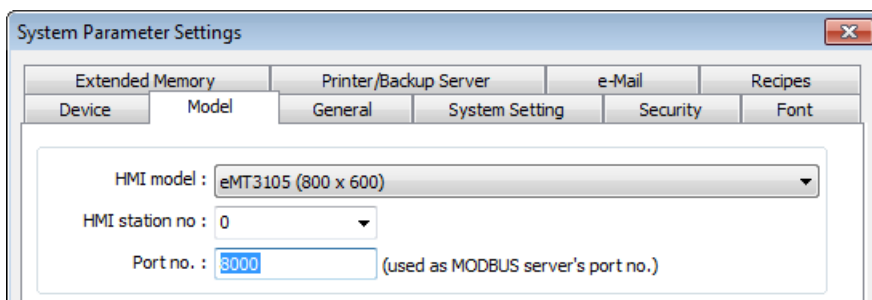 System Parameter Settings
Extended Memory Printer/Backup Server e-Mail Recipes
Device Model General System Setting Security Font
HMI model : eMT3105 (800 x 600)
HMI station no : 0
Port no. : 8000 (used as MODBUS server's port no.)